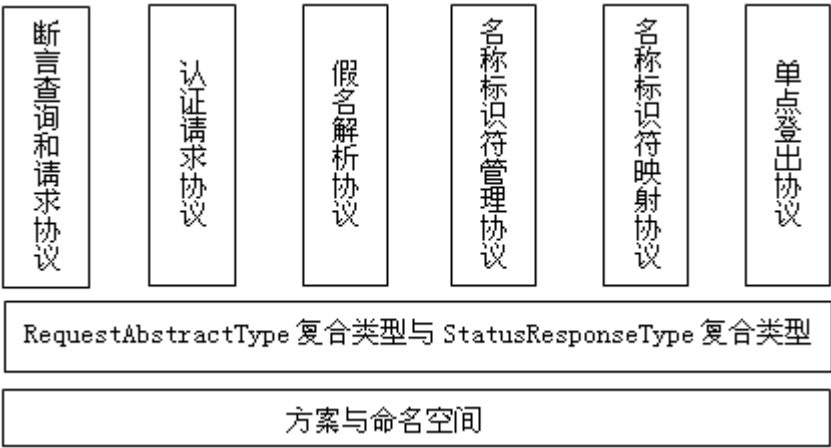 断言查询和请求协议
认证请求协议
假名解析协议
名称标识符管理协议
名称标识符映射协议
单点登出协议
RequestAbstractType 复合类型与 StatusResponseType 复合类型
方案与命名空间